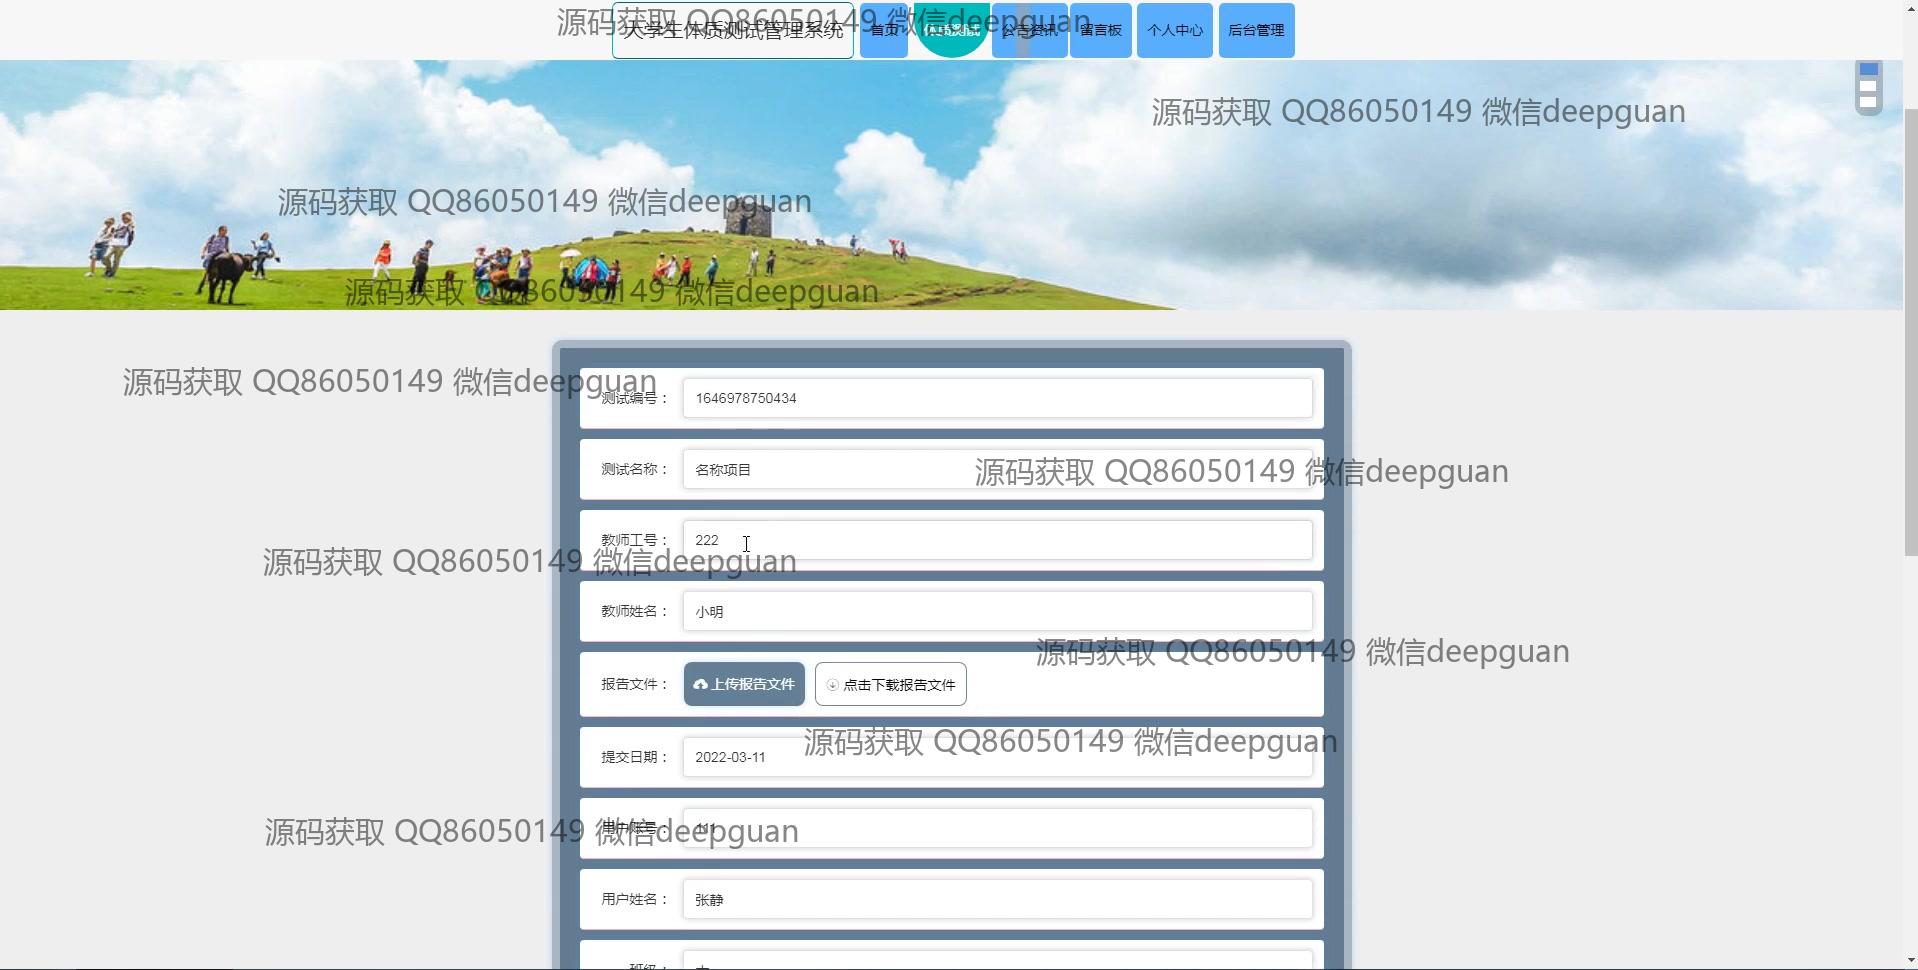 大学生体质测试管理系统
首页
体质测试
公告资讯
留言板
个人中心
后台管理
源码获取 QQ86050149 微信deepguan
源码获取 QQ86050149 微信deepguan
源码获取 QQ86050149 微信deepguan
源码获取 QQ86050149 微信deepguan
源码获取 QQ86050149 微信deepguan
测试编号： 1646978750434
测试名称： 名称项目
源码获取 QQ86050149 微信deepguan
教师工号： 222
源码获取 QQ86050149 微信deepguan
教师姓名： 小明
源码获取 QQ86050149 微信deepguan
报告文件： 上传报告文件 点击下载报告文件
源码获取 QQ86050149 微信deepguan
提交日期： 2022-03-11
用户账号： 111
源码获取 QQ86050149 微信deepguan
用户姓名： 张静
班级：